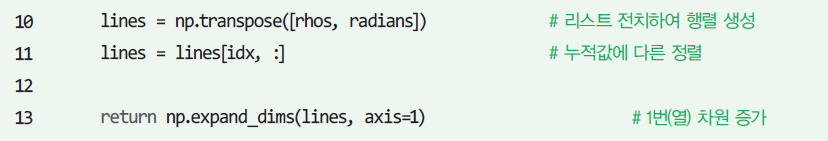 10 lines = np.transpose([rhos, radians]) # 리스트 전치하여 행렬 생성
11 lines = lines[idx, :] # 누적값에 다른 정렬
12
13 return np.expand_dims(lines, axis=1) # 1번(열) 차원 증가